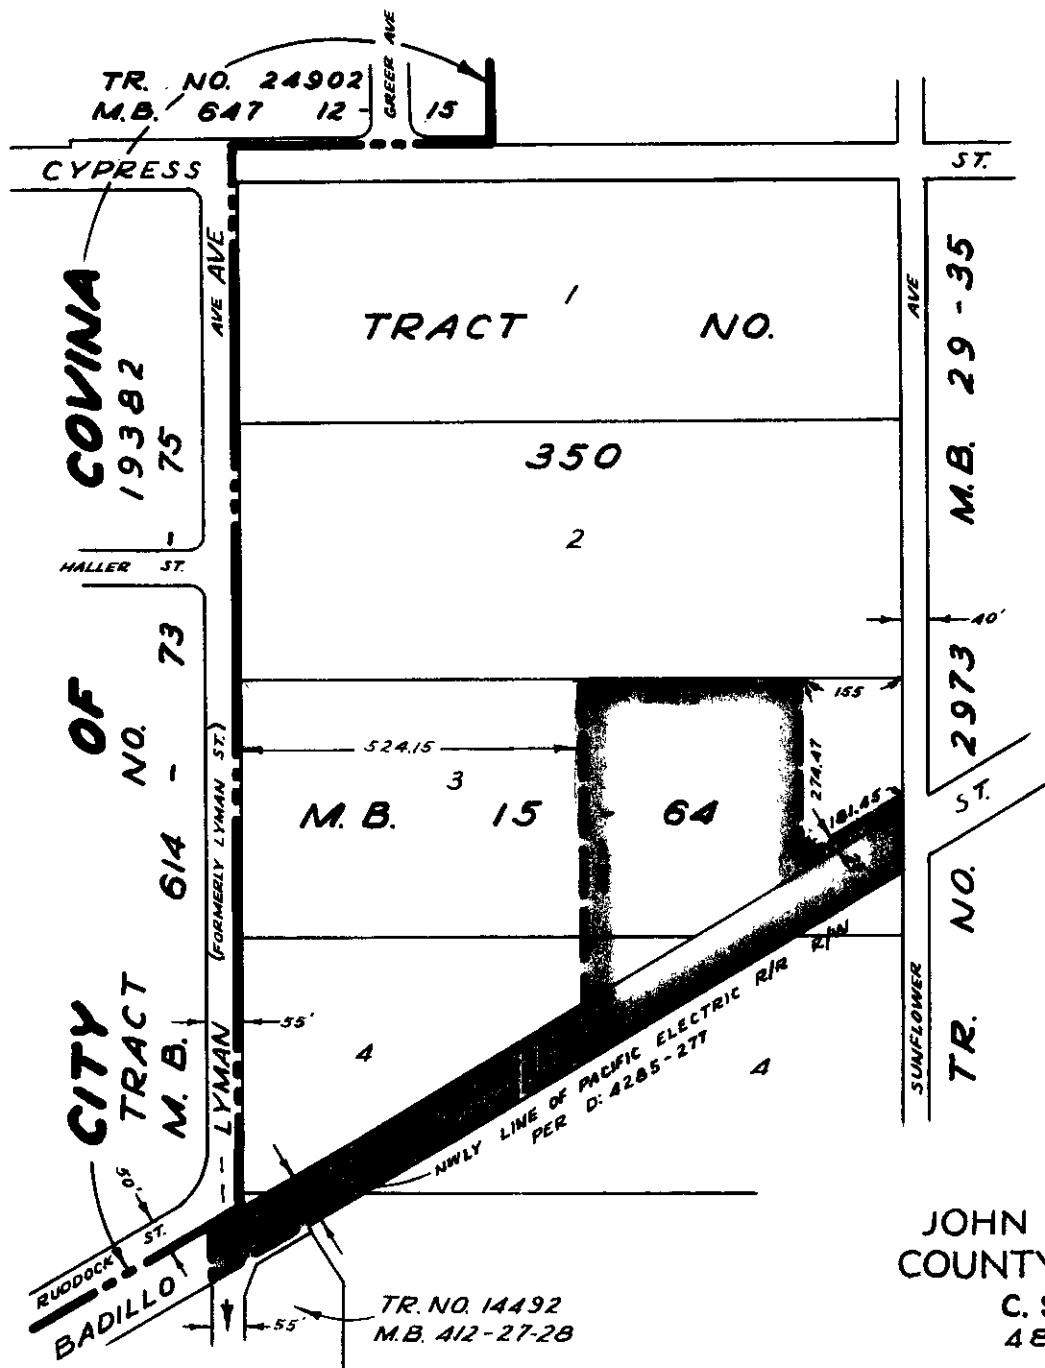 TR. NO. 24902
M.B. 647 12 - 15
GREER AVE
CYPRESS ST.
AVE AVE
AVE
CITY OF COVINA
TRACT NO. 19382
M. B. 614 - 73 - 75
TRACT NO.
350
1
2
HALLER ST.
M.B. 29-35
40'
155
524.15
3
274.47
181.45
M. B. 15 64
ST.
TR. NO. 2973
LYMAN (FORMERLY LYMAN ST.)
55'
4
4
NWLY LINE OF PACIFIC ELECTRIC R/R R/W
PER D: 4285-277
SUNFLOWER
RUDDOCK ST.
BADILLO
55'
TR. NO. 14492
M.B. 412-27-28
JOHN
COUNTY
C. S
48